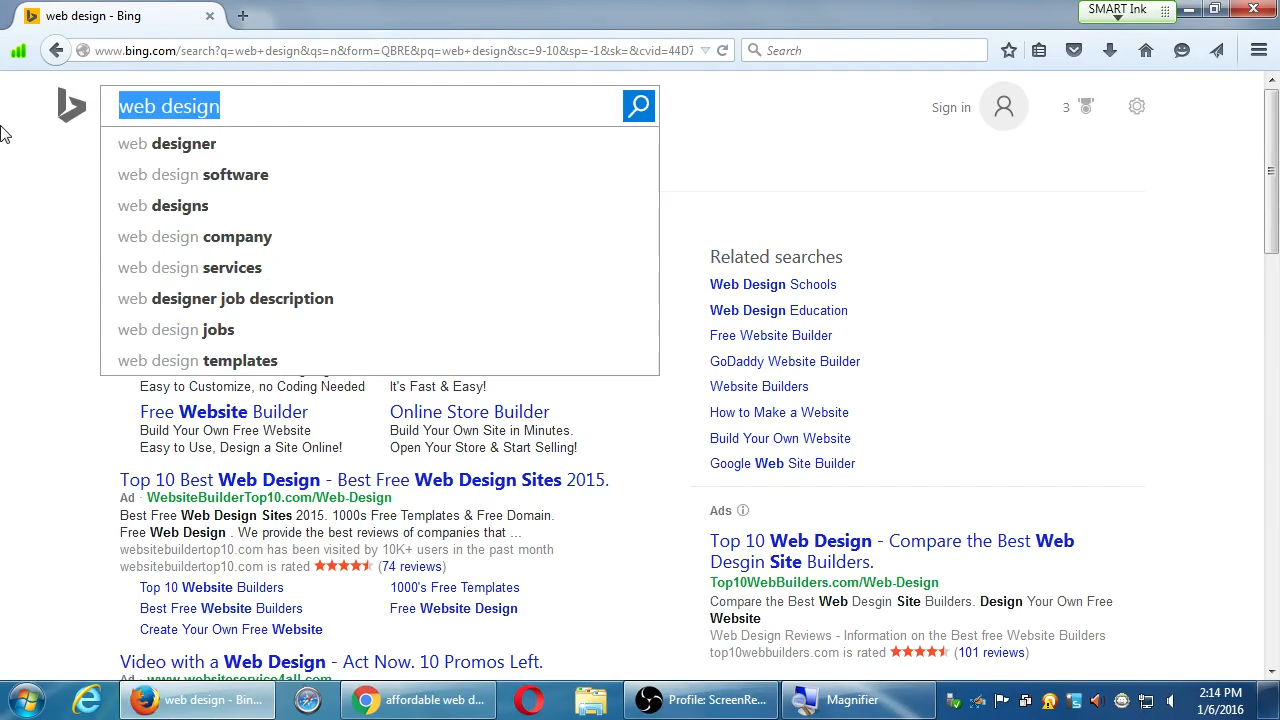 web design - Bing
SMART Ink
www.bing.com/search?q=web+design&qs=n&form=QBRE&pq=web+design&sc=9-10&sp=-1&sk=&cvid=44D7
Search
web design
Sign in
3
web designer
web design software
web designs
web design company
web design services
web designer job description
web design jobs
web design templates
Easy to Customize, no Coding Needed
It's Fast & Easy!
Free Website Builder
Online Store Builder
Build Your Own Free Website
Build Your Own Site in Minutes.
Easy to Use, Design a Site Online!
Open Your Store & Start Selling!
Top 10 Best Web Design - Best Free Web Design Sites 2015.
Ad · WebsiteBuilderTop10.com/Web-Design
Best Free Web Design Sites 2015. 1000s Free Templates & Free Domain.
Free Web Design . We provide the best reviews of companies that ...
websitebuildertop10.com has been visited by 10K+ users in the past month
websitebuildertop10.com is rated (74 reviews)
Top 10 Website Builders
1000's Free Templates
Best Free Website Builders
Free Website Design
Create Your Own Free Website
Video with a Web Design - Act Now. 10 Promos Left.
Ad · www.websiteservice4all.com
Related searches
Web Design Schools
Web Design Education
Free Website Builder
GoDaddy Website Builder
Website Builders
How to Make a Website
Build Your Own Website
Google Web Site Builder
Ads
Top 10 Web Design - Compare the Best Web
Desgin Site Builders.
Top10WebBuilders.com/Web-Design
Compare the Best Web Desgin Site Builders. Design Your Own Free
Website
Web Design Reviews - Information on the Best free Website Builders
top10webbuilders.com is rated (101 reviews)
web design - Bing...
affordable web d...
Profile: ScreenRe...
Magnifier
2:14 PM
1/6/2016